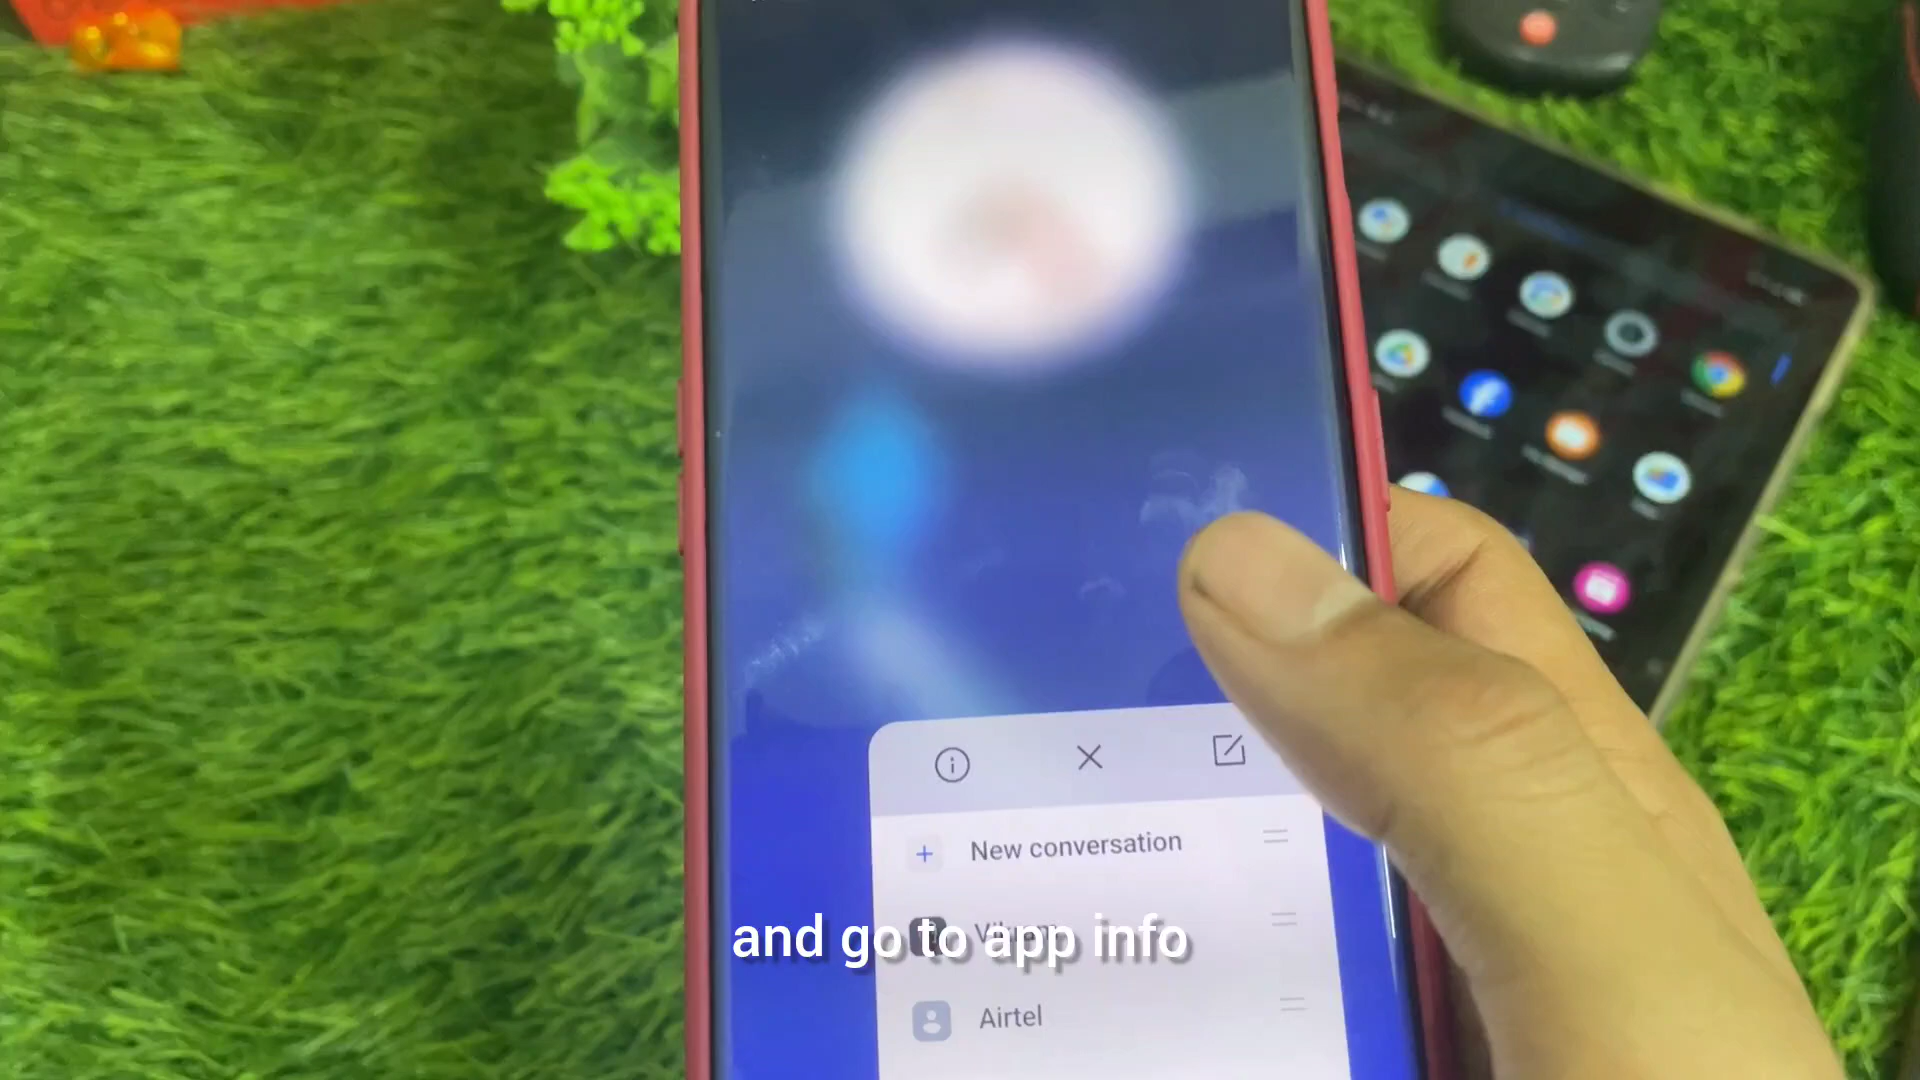 New conversation
and go to app info
Airtel